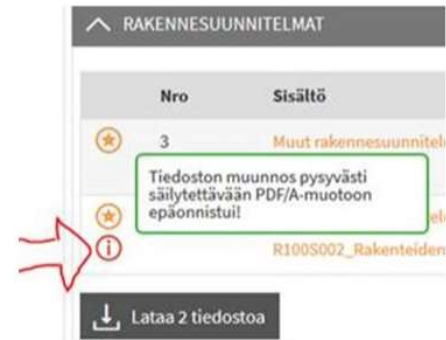 RAKENNESUUNNITELMAT
Nro Sisältö
3 Muut rakennesuunnitel
Tiedoston muunnos pysyvästi
säilytettävään PDF/A-muotoon
epäonnistui!
R100S002_Rakenteiden
Lataa 2 tiedostoa